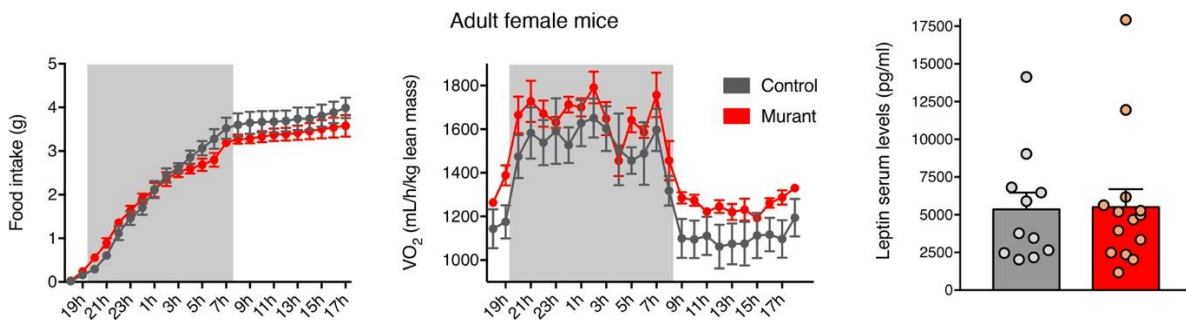 Adult female mice
Food intake (g)
5
4
3
2
1
0
19h 21h 23h 1h 3h 5h 7h 9h 11h 13h 15h 17h
VO2 (mL/h/kg lean mass)
1800
1600
1400
1200
1000
19h 21h 23h 1h 3h 5h 7h 9h 11h 13h 15h 17h
Control
Murant
Leptin serum levels (pg/ml)
17500
15000
12500
10000
7500
5000
2500
0